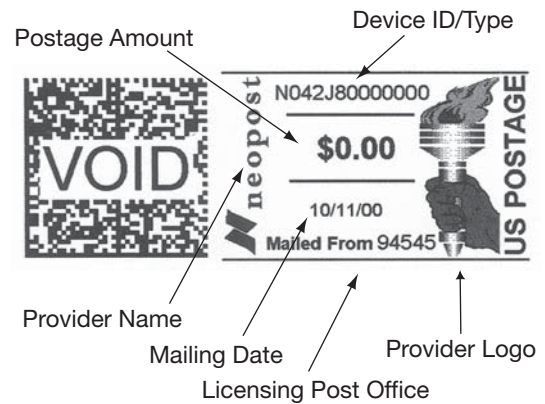 Device ID/Type
Postage Amount
N042J80000000
VOID
neopost
$0.00
US POSTAGE
10/11/00
Mailed From 94545
Provider Name
Mailing Date
Provider Logo
Licensing Post Office